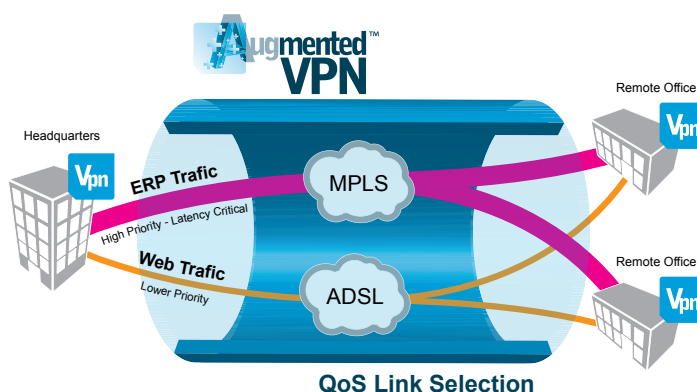 Augmented™
VPN
Remote Office
Vpn
Headquarters
Vpn
ERP Trafic
High Priority - Latency Critical
MPLS
Web Trafic
Lower Priority
ADSL
Remote Office
Vpn
QoS Link Selection